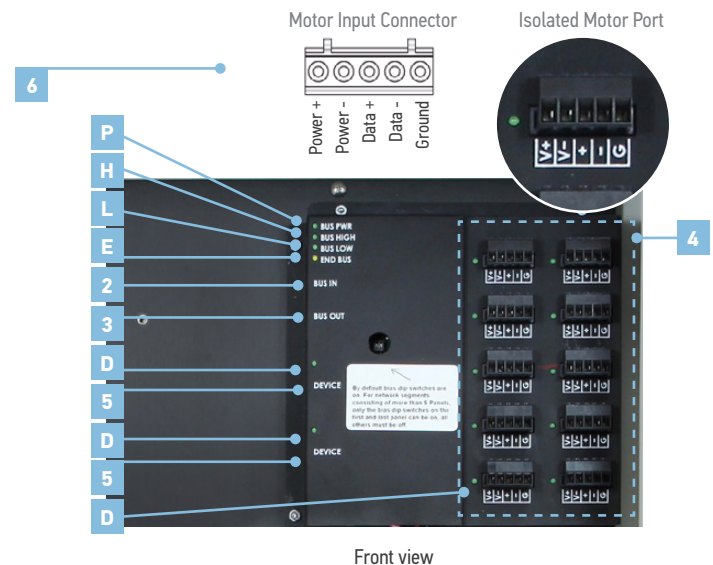 Motor Input Connector
Isolated Motor Port
6
Power +
Power -
Data +
Data -
Ground
V+ V- + - G
P
H
L
E
2
3
D
5
D
5
D
4
BUS PWR
BUS HIGH
BUS LOW
END BUS
BUS IN
BUS OUT
DEVICE
DEVICE
By default bias dip switches are
on. For network segments
consisting of more than 5 Panels,
only the bias dip switches on the
first and last panel can be on, all
others must be off.
V+ V- + - G
V+ V- + - G
V+ V- + - G
V+ V- + - G
V+ V- + - G
V+ V- + - G
V+ V- + - G
V+ V- + - G
V+ V- + - G
V+ V- + - G
Front view